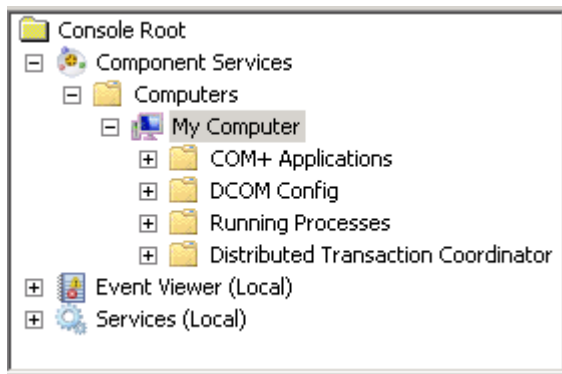 Console Root
Component Services
Computers
My Computer
COM+ Applications
DCOM Config
Running Processes
Distributed Transaction Coordinator
Event Viewer (Local)
Services (Local)